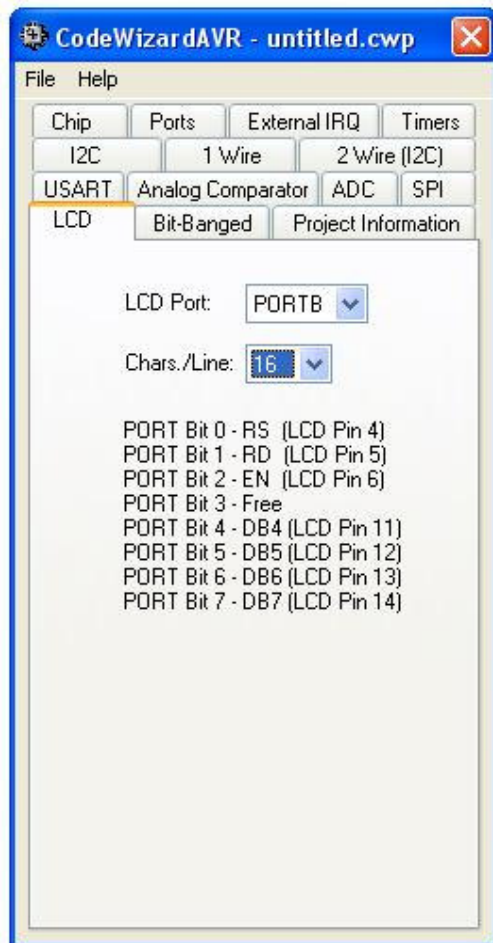 CodeWizardAVR - untitled.cwp
File Help
Chip Ports External IRQ Timers
I2C 1 Wire 2 Wire (I2C)
USART Analog Comparator ADC SPI
LCD Bit-Banged Project Information
LCD Port: PORTB
Chars./Line: 16
PORT Bit 0 - RS (LCD Pin 4)
PORT Bit 1 - RD (LCD Pin 5)
PORT Bit 2 - EN (LCD Pin 6)
PORT Bit 3 - Free
PORT Bit 4 - DB4 (LCD Pin 11)
PORT Bit 5 - DB5 (LCD Pin 12)
PORT Bit 6 - DB6 (LCD Pin 13)
PORT Bit 7 - DB7 (LCD Pin 14)